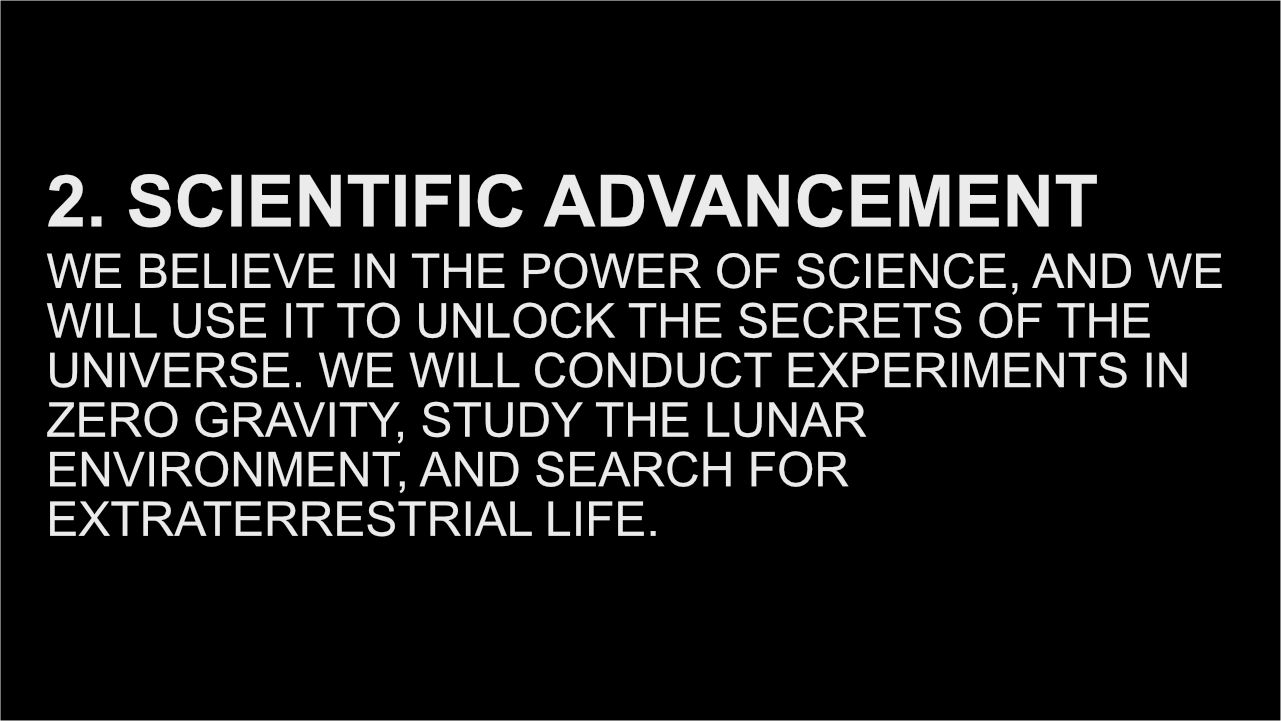 2. SCIENTIFIC ADVANCEMENT
WE BELIEVE IN THE POWER OF SCIENCE, AND WE
WILL USE IT TO UNLOCK THE SECRETS OF THE
UNIVERSE. WE WILL CONDUCT EXPERIMENTS IN
ZERO GRAVITY, STUDY THE LUNAR
ENVIRONMENT, AND SEARCH FOR
EXTRATERRESTRIAL LIFE.